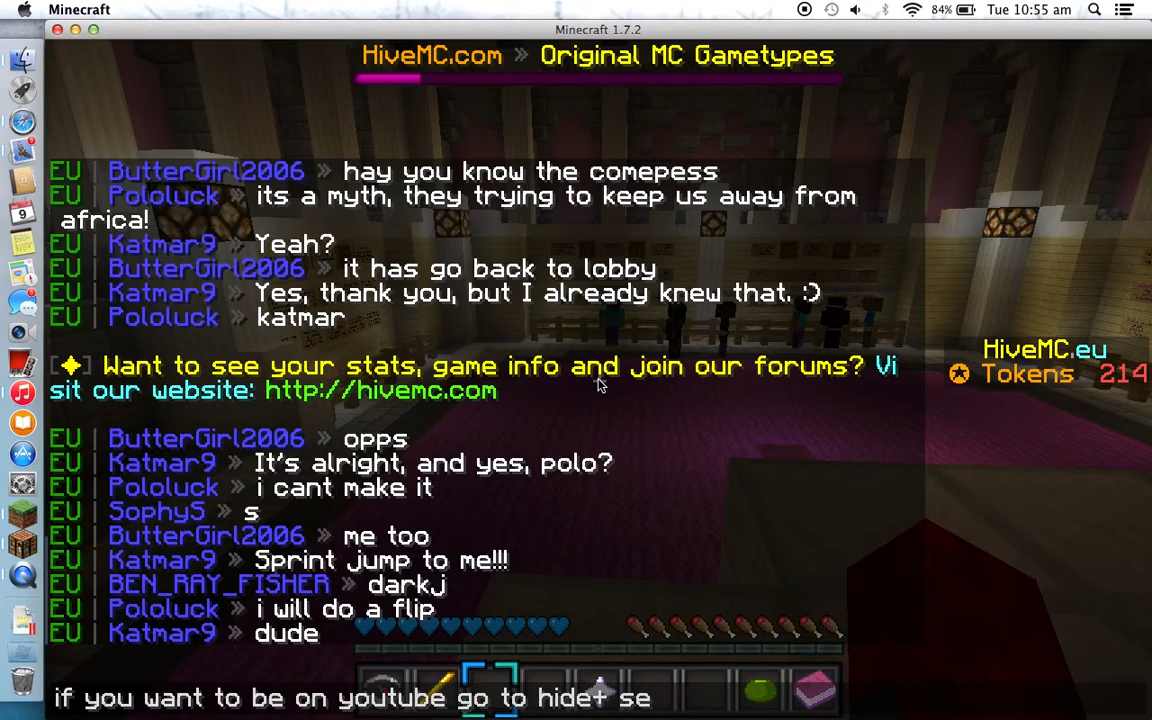 Minecraft 84% Tue 10:55 am
Minecraft 1.7.2
HiveMC.com » Original MC Gametypes
EU | ButterGirl2006 » hay you know the comepess
EU | Pololuck » its a myth, they trying to keep us away from
africa!
EU | Katmar9 » Yeah?
EU | ButterGirl2006 » it has go back to lobby
EU | Katmar9 » Yes, thank you, but I already knew that. :)
EU | Pololuck » katmar
HiveMC.eu
[✦] Want to see your stats, game info and join our forums? Vi
Tokens 214
sit our website: http://hivemc.com
EU | ButterGirl2006 » opps
EU | Katmar9 » It's alright, and yes, polo?
EU | Pololuck » i cant make it
EU | SophyS » s
EU | ButterGirl2006 » me too
EU | Katmar9 » Sprint jump to me!!!
EU | BEN_RAY_FISHER » darkj
EU | Pololuck » i will do a flip
EU | Katmar9 » dude
if you want to be on youtube go to hide+ se